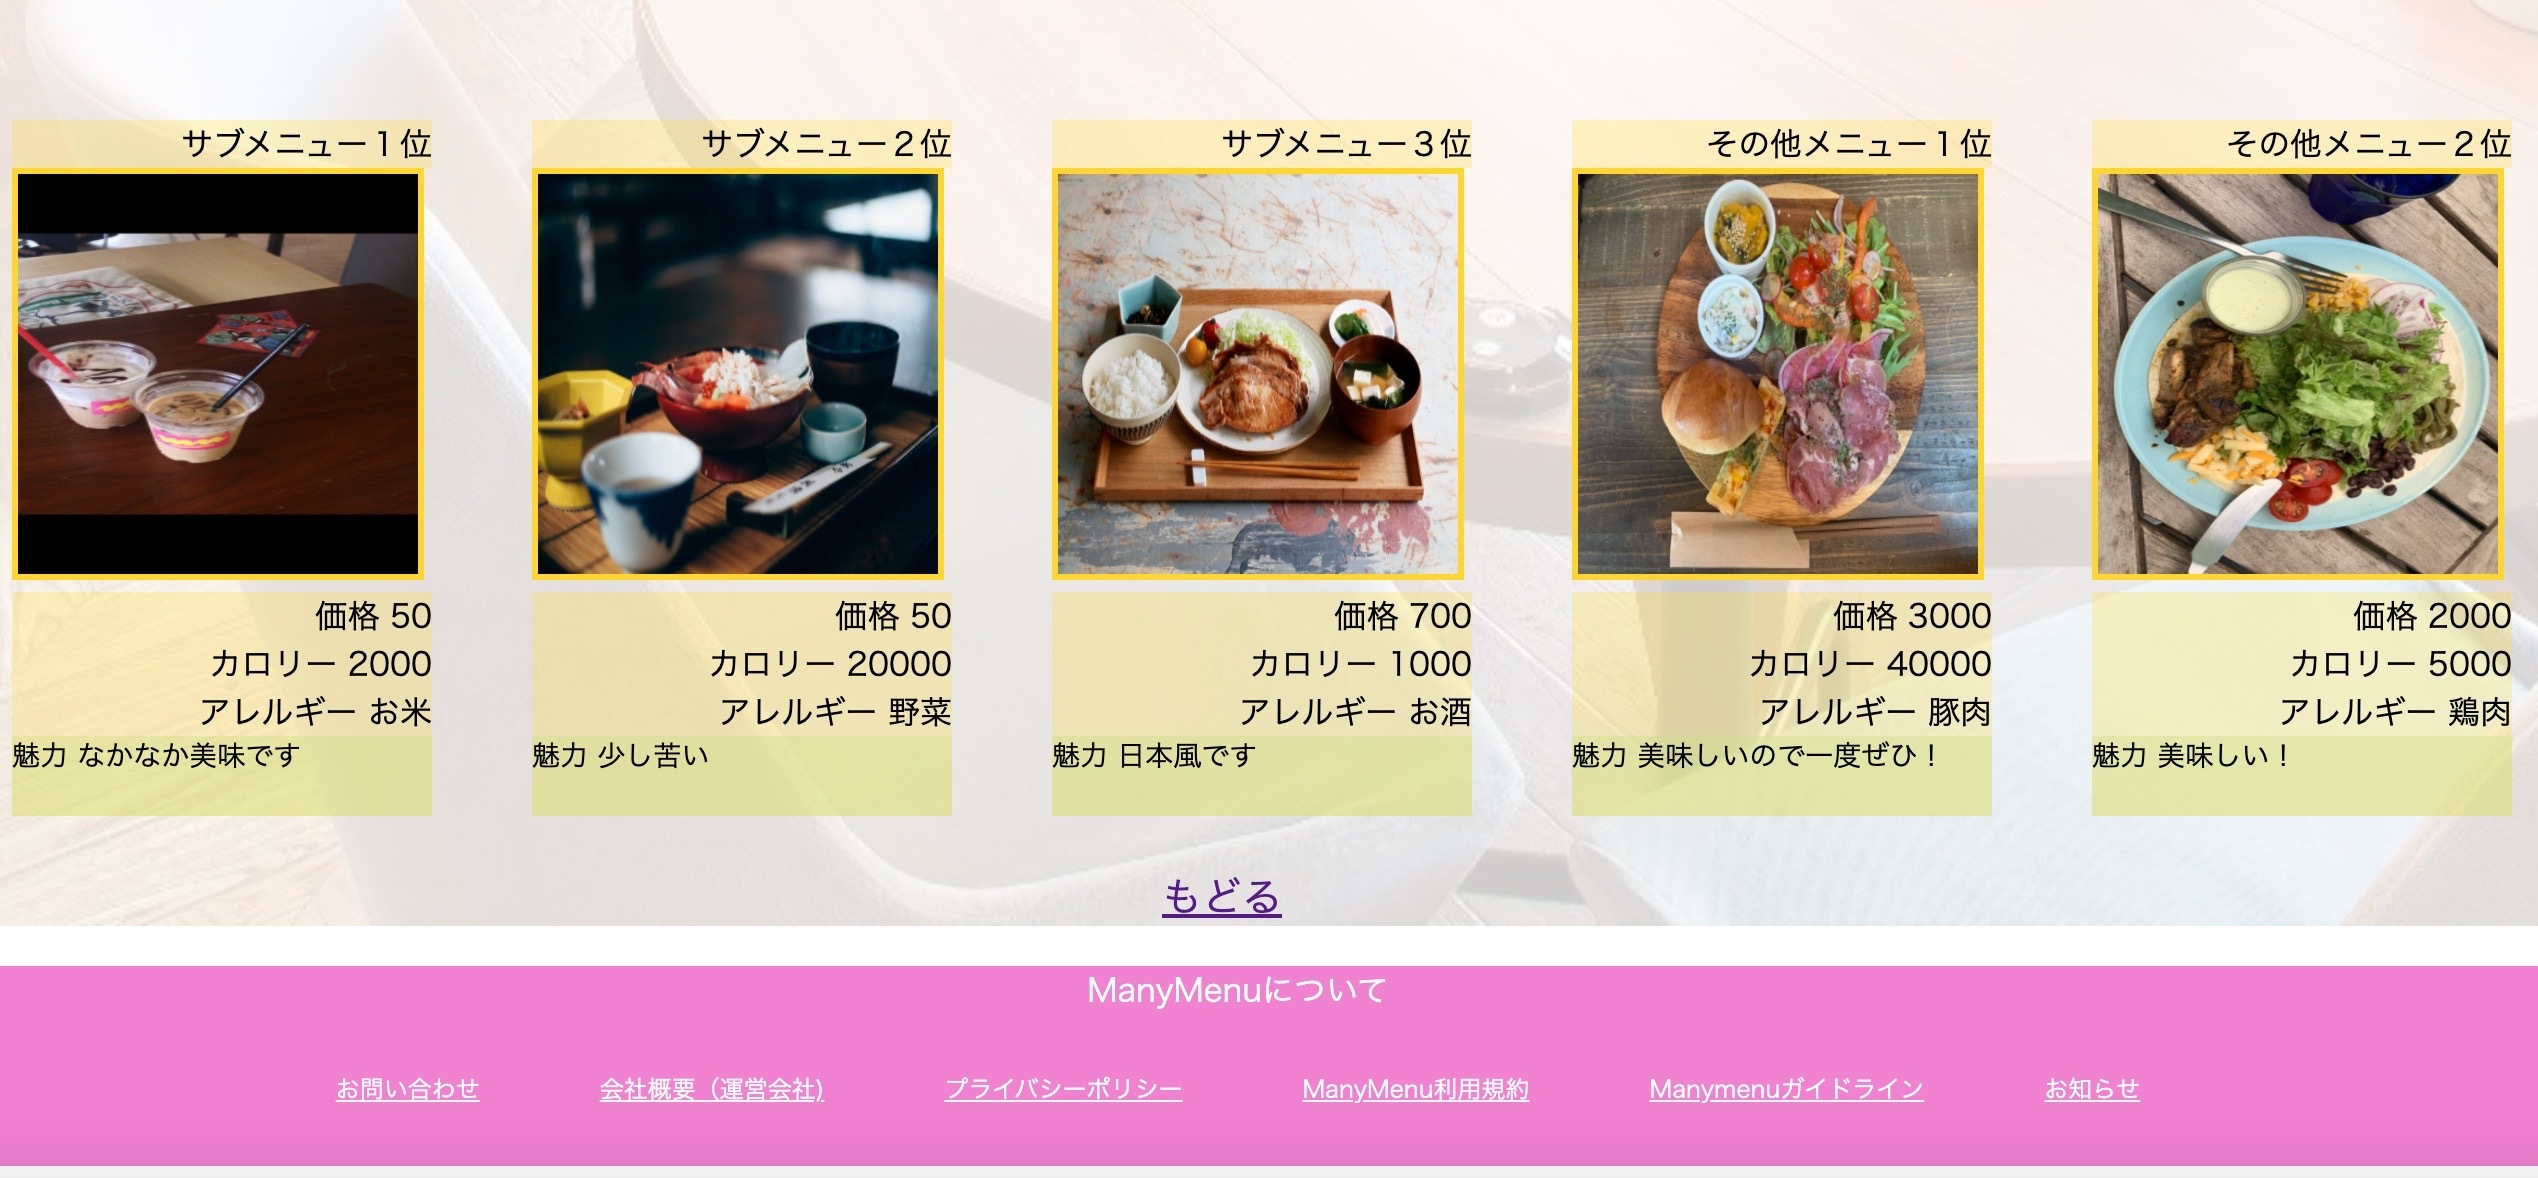 サブメニュー１位
サブメニュー２位
サブメニュー３位
その他メニュー１位
その他メニュー２位
価格 50
カロリー 2000
アレルギー お米
魅力 なかなか美味です
価格 50
カロリー 20000
アレルギー 野菜
魅力 少し苦い
価格 700
カロリー 1000
アレルギー お酒
魅力 日本風です
価格 3000
カロリー 40000
アレルギー 豚肉
魅力 美味しいので一度ぜひ！
価格 2000
カロリー 5000
アレルギー 鶏肉
魅力 美味しい！
もどる
ManyMenuについて
お問い合わせ
会社概要（運営会社)
プライバシーポリシー
ManyMenu利用規約
Manymenuガイドライン
お知らせ